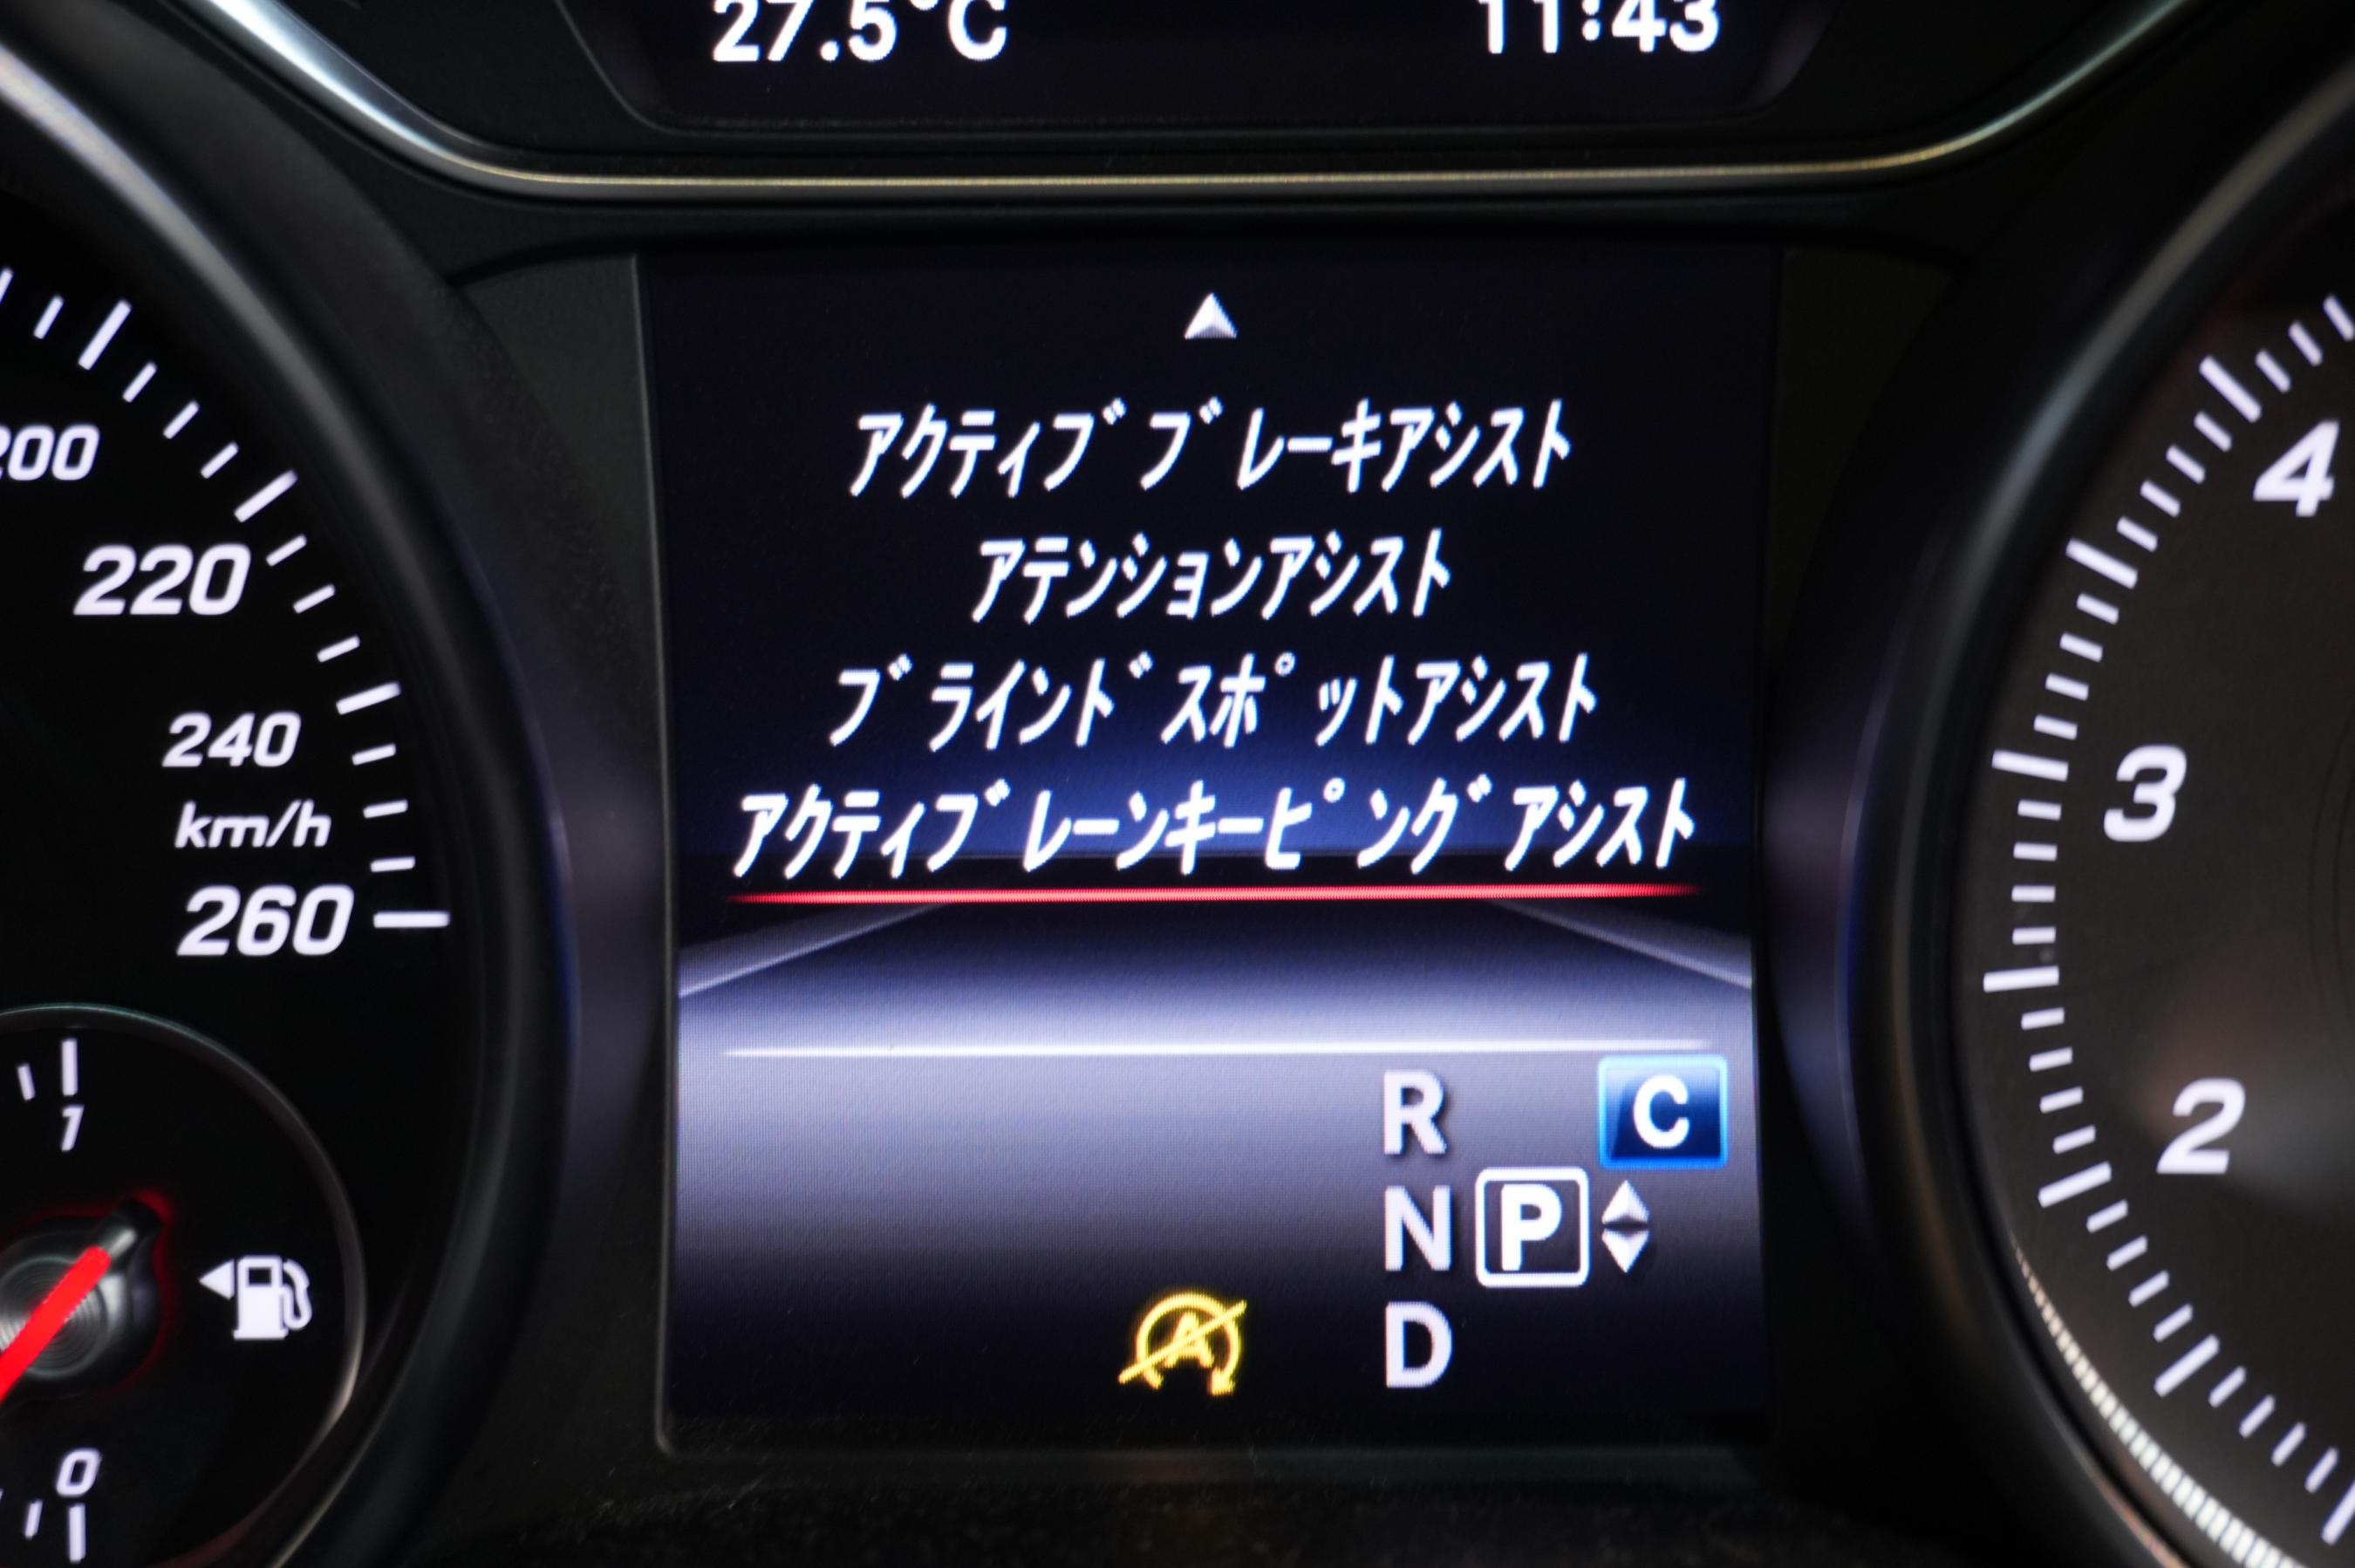 27.5°C 11:43
ｱｸﾃｨﾌﾞﾌﾞﾚｰｷｱｼｽﾄ
ｱﾃﾝｼｮﾝｱｼｽﾄ
ﾌﾞﾗｲﾝﾄﾞｽﾎﾟｯﾄｱｼｽﾄ
ｱｸﾃｨﾌﾞﾚｰﾝｷｰﾋﾟﾝｸﾞｱｼｽﾄ
R C
N P
D
A
200
220
240
km/h
260
1
0
4
3
2